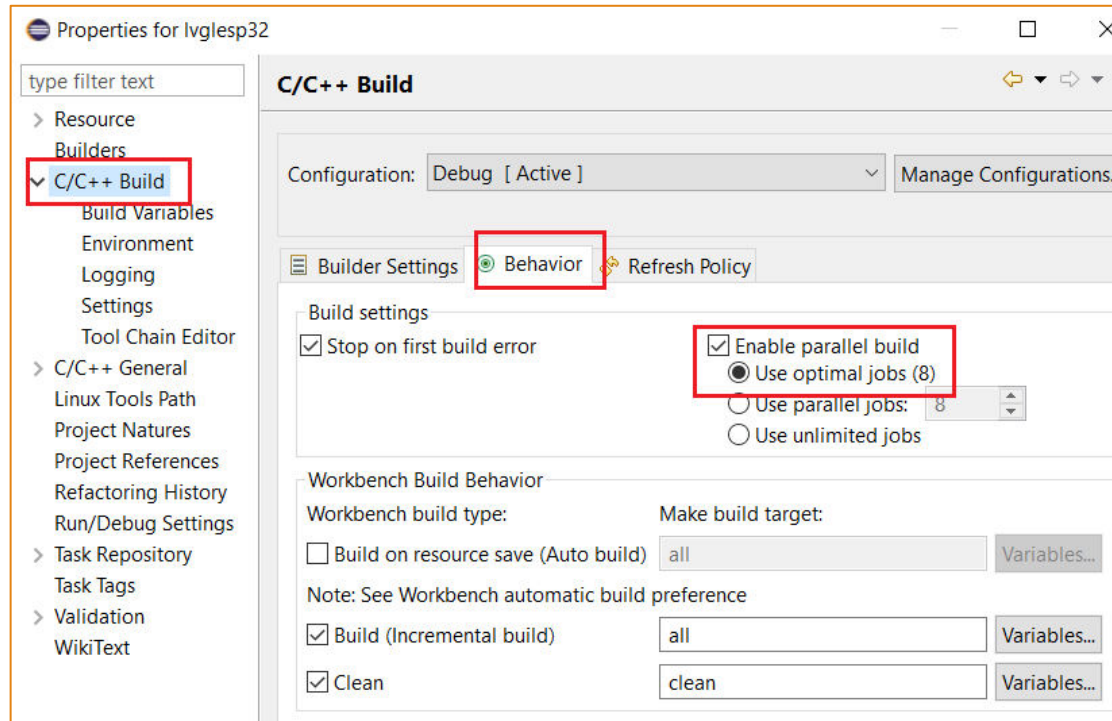 Properties for lvglesp32
type filter text
Resource
Builders
C/C++ Build
Build Variables
Environment
Logging
Settings
Tool Chain Editor
C/C++ General
Linux Tools Path
Project Natures
Project References
Refactoring History
Run/Debug Settings
Task Repository
Task Tags
Validation
WikiText
C/C++ Build
Configuration: Debug [ Active ] Manage Configurations.
Builder Settings Behavior Refresh Policy
Build settings
Stop on first build error Enable parallel build
Use optimal jobs (8)
Use parallel jobs: 8
Use unlimited jobs
Workbench Build Behavior
Workbench build type: Make build target:
Build on resource save (Auto build) all Variables...
Note: See Workbench automatic build preference
Build (Incremental build) all Variables...
Clean clean Variables...